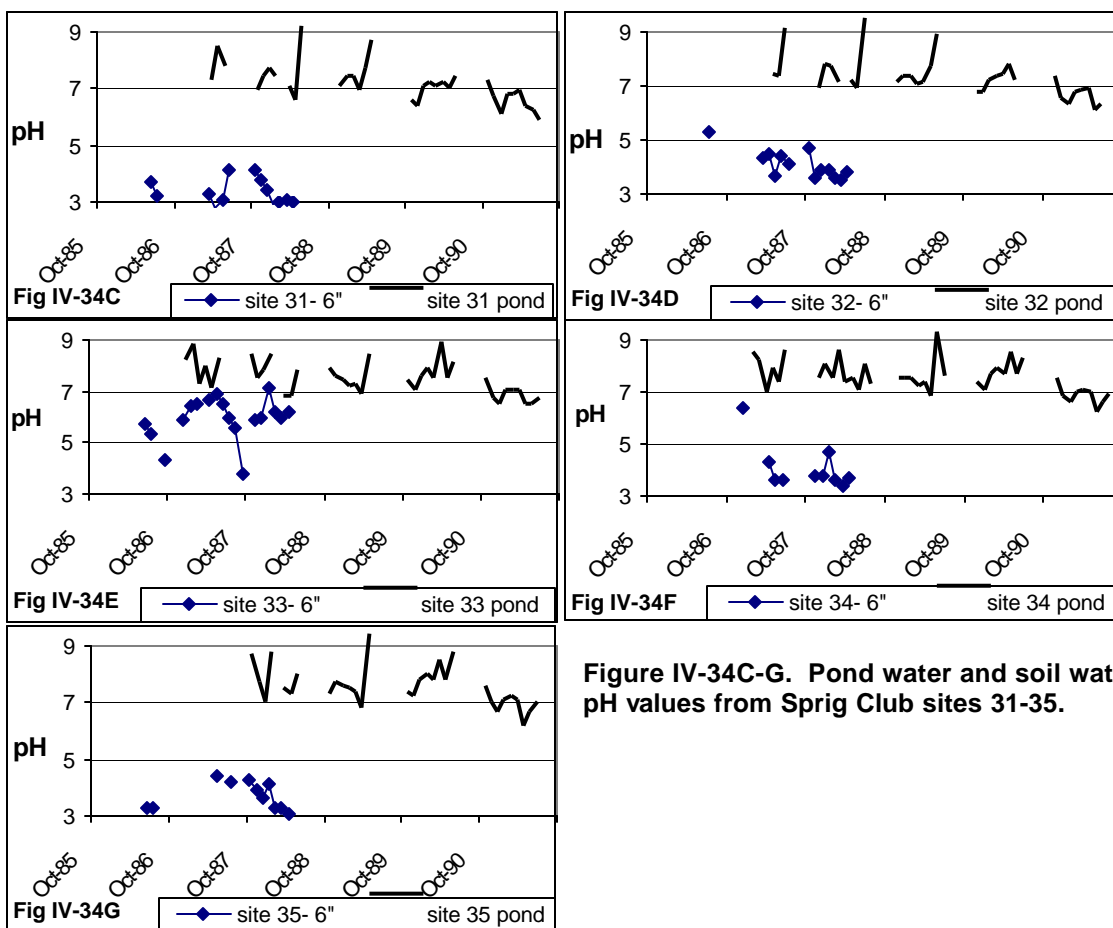 9
7
pH
5
3
Oct-85
Oct-86
Oct-87
Oct-88
Oct-89
Oct-90
Fig IV-34C
site 31- 6"
site 31 pond
9
7
pH
5
3
Oct-85
Oct-86
Oct-87
Oct-88
Oct-89
Oct-90
Fig IV-34D
site 32- 6"
site 32 pond
9
7
pH
5
3
Oct-85
Oct-86
Oct-87
Oct-88
Oct-89
Oct-90
Fig IV-34E
site 33- 6"
site 33 pond
9
7
pH
5
3
Oct-85
Oct-86
Oct-87
Oct-88
Oct-89
Oct-90
Fig IV-34F
site 34- 6"
site 34 pond
9
7
pH
5
3
Oct-85
Oct-86
Oct-87
Oct-88
Oct-89
Oct-90
Fig IV-34G
site 35- 6"
site 35 pond
Figure IV-34C-G. Pond water and soil wat
pH values from Sprig Club sites 31-35.